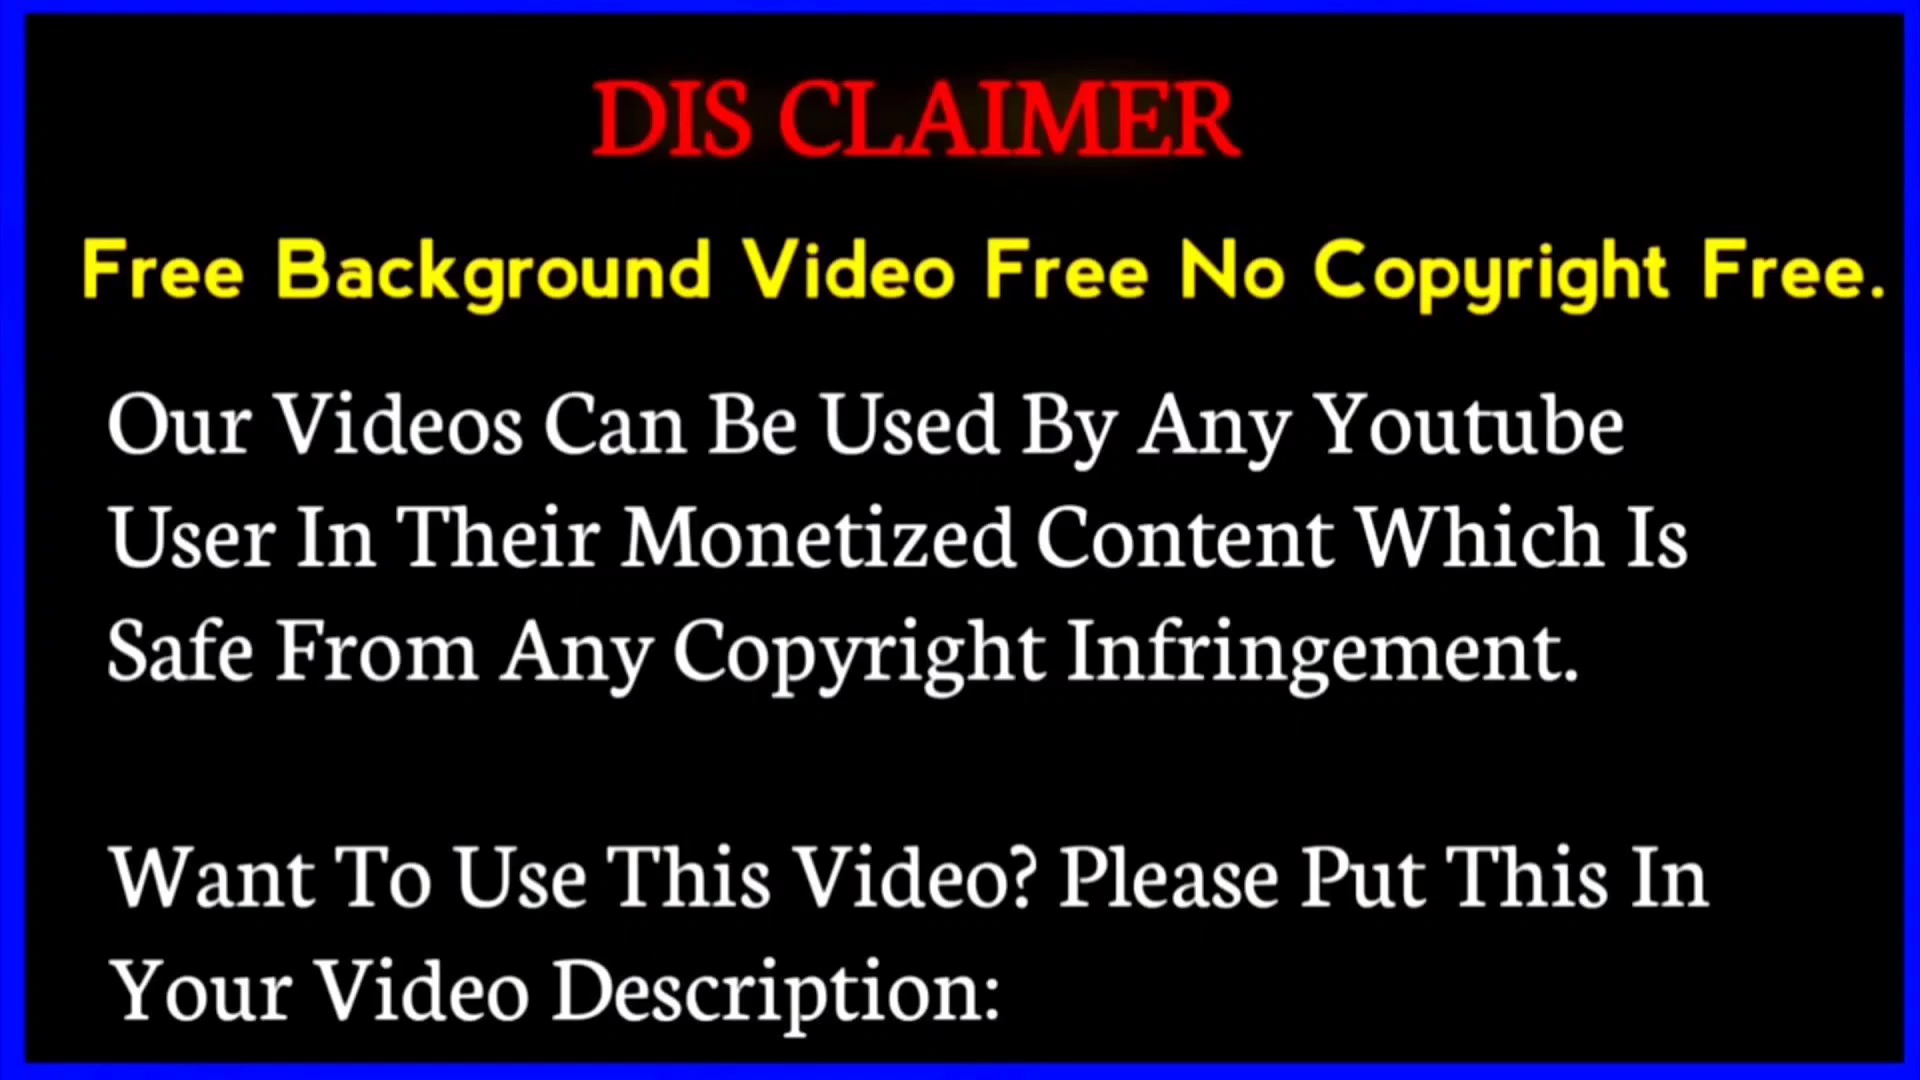 DIS CLAIMER
Free Background Video Free No Copyright Free.
Our Videos Can Be Used By Any Youtube
User In Their Monetized Content Which Is
Safe From Any Copyright Infringement.
Want To Use This Video? Please Put This In
Your Video Description: